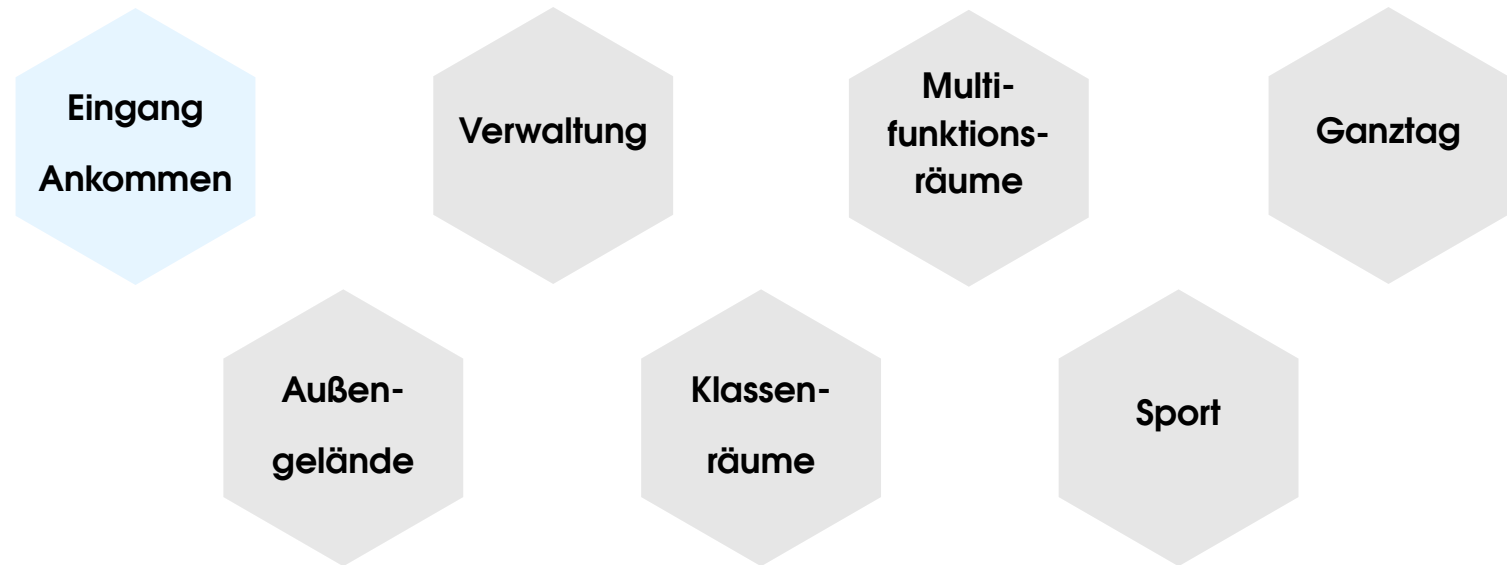 Eingang
Ankommen
Verwaltung
Multi-
funktions-
räume
Ganztag
Außen-
gelände
Klassen-
räume
Sport